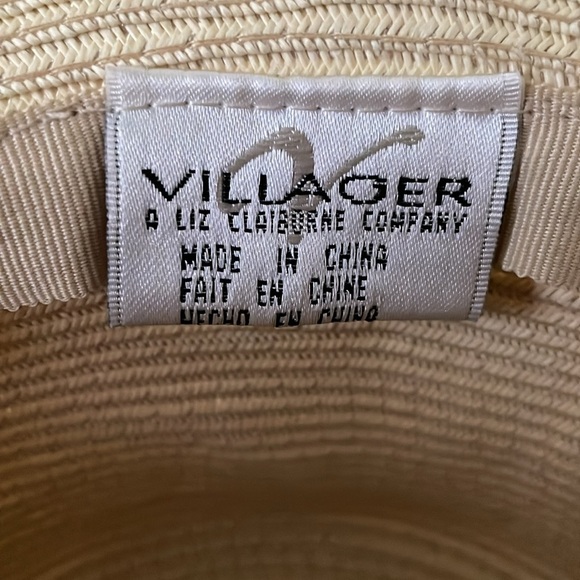 VILLAGER
A LIZ CLAIBORNE COMPANY
MADE IN CHINA
FAIT EN CHINE
HECHO EN CHINA